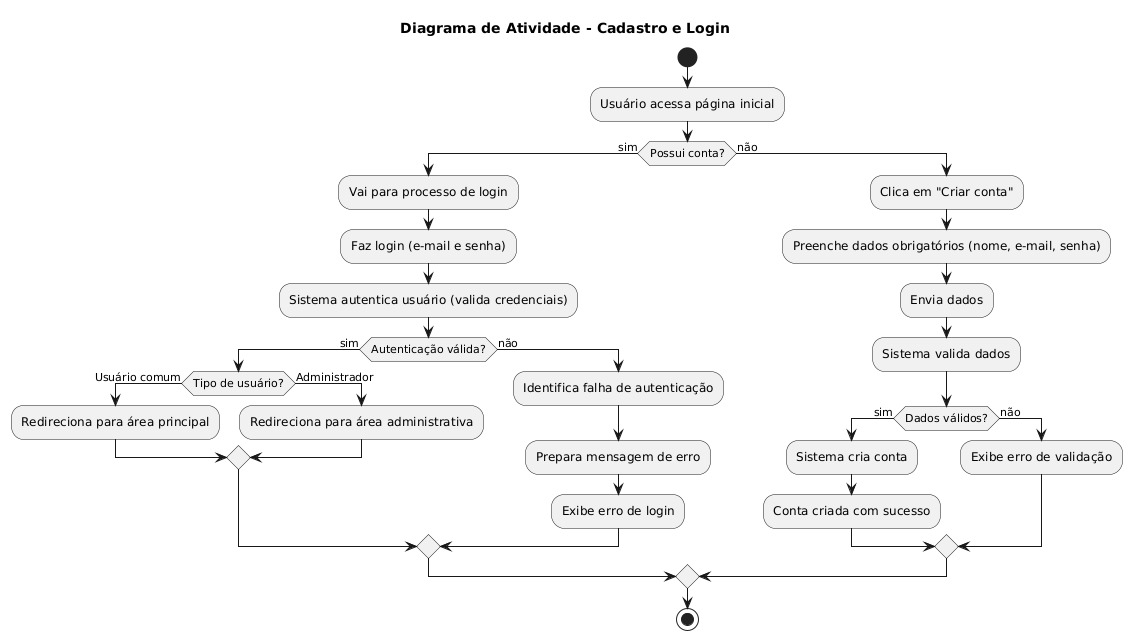 Diagrama de Atividade - Cadastro e Login
Usuário acessa página inicial
sim
Possui conta?
não
Vai para processo de login
Clica em "Criar conta"
Faz login (e-mail e senha)
Preenche dados obrigatórios (nome, e-mail, senha)
Sistema autentica usuário (valida credenciais)
Envia dados
sim
Autenticação válida?
não
Sistema valida dados
Usuário comum
Tipo de usuário?
Administrador
Identifica falha de autenticação
Redireciona para área principal
Redireciona para área administrativa
sim
Dados válidos?
não
Prepara mensagem de erro
Sistema cria conta
Exibe erro de validação
Exibe erro de login
Conta criada com sucesso